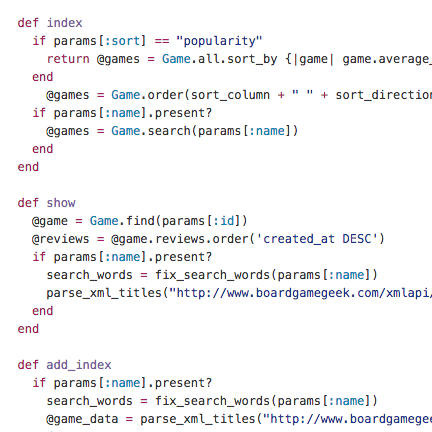 def index
  if params[:sort] == "popularity"
    return @games = Game.all.sort_by {|game| game.average_
  end
    @games = Game.order(sort_column + " " + sort_direction
  if params[:name].present?
    @games = Game.search(params[:name])
  end
end

def show
  @game = Game.find(params[:id])
  @reviews = @game.reviews.order('created_at DESC')
  if params[:name].present?
    search_words = fix_search_words(params[:name])
    parse_xml_titles("http://www.boardgamegeek.com/xmlapi/
  end
end

def add_index
  if params[:name].present?
    search_words = fix_search_words(params[:name])
    @game_data = parse_xml_titles("http://www.boardgamegee